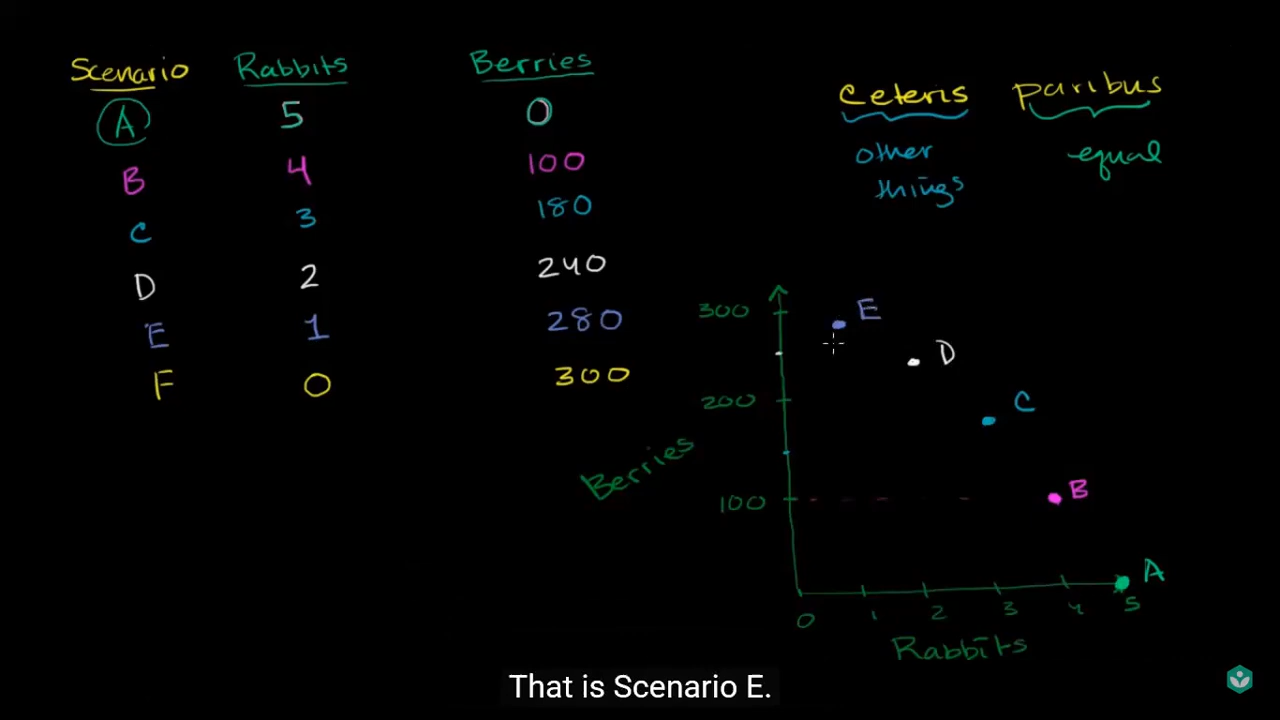 Scenario Rabbits Berries
A 5 0
B 4 100
C 3 180
D 2 240
E 1 280
F 0 300
Ceteris paribus
other equal
things
300 E
D
200 C
Berries
100 B
A
0 1 2 3 4 5
Rabbits
That is Scenario E.